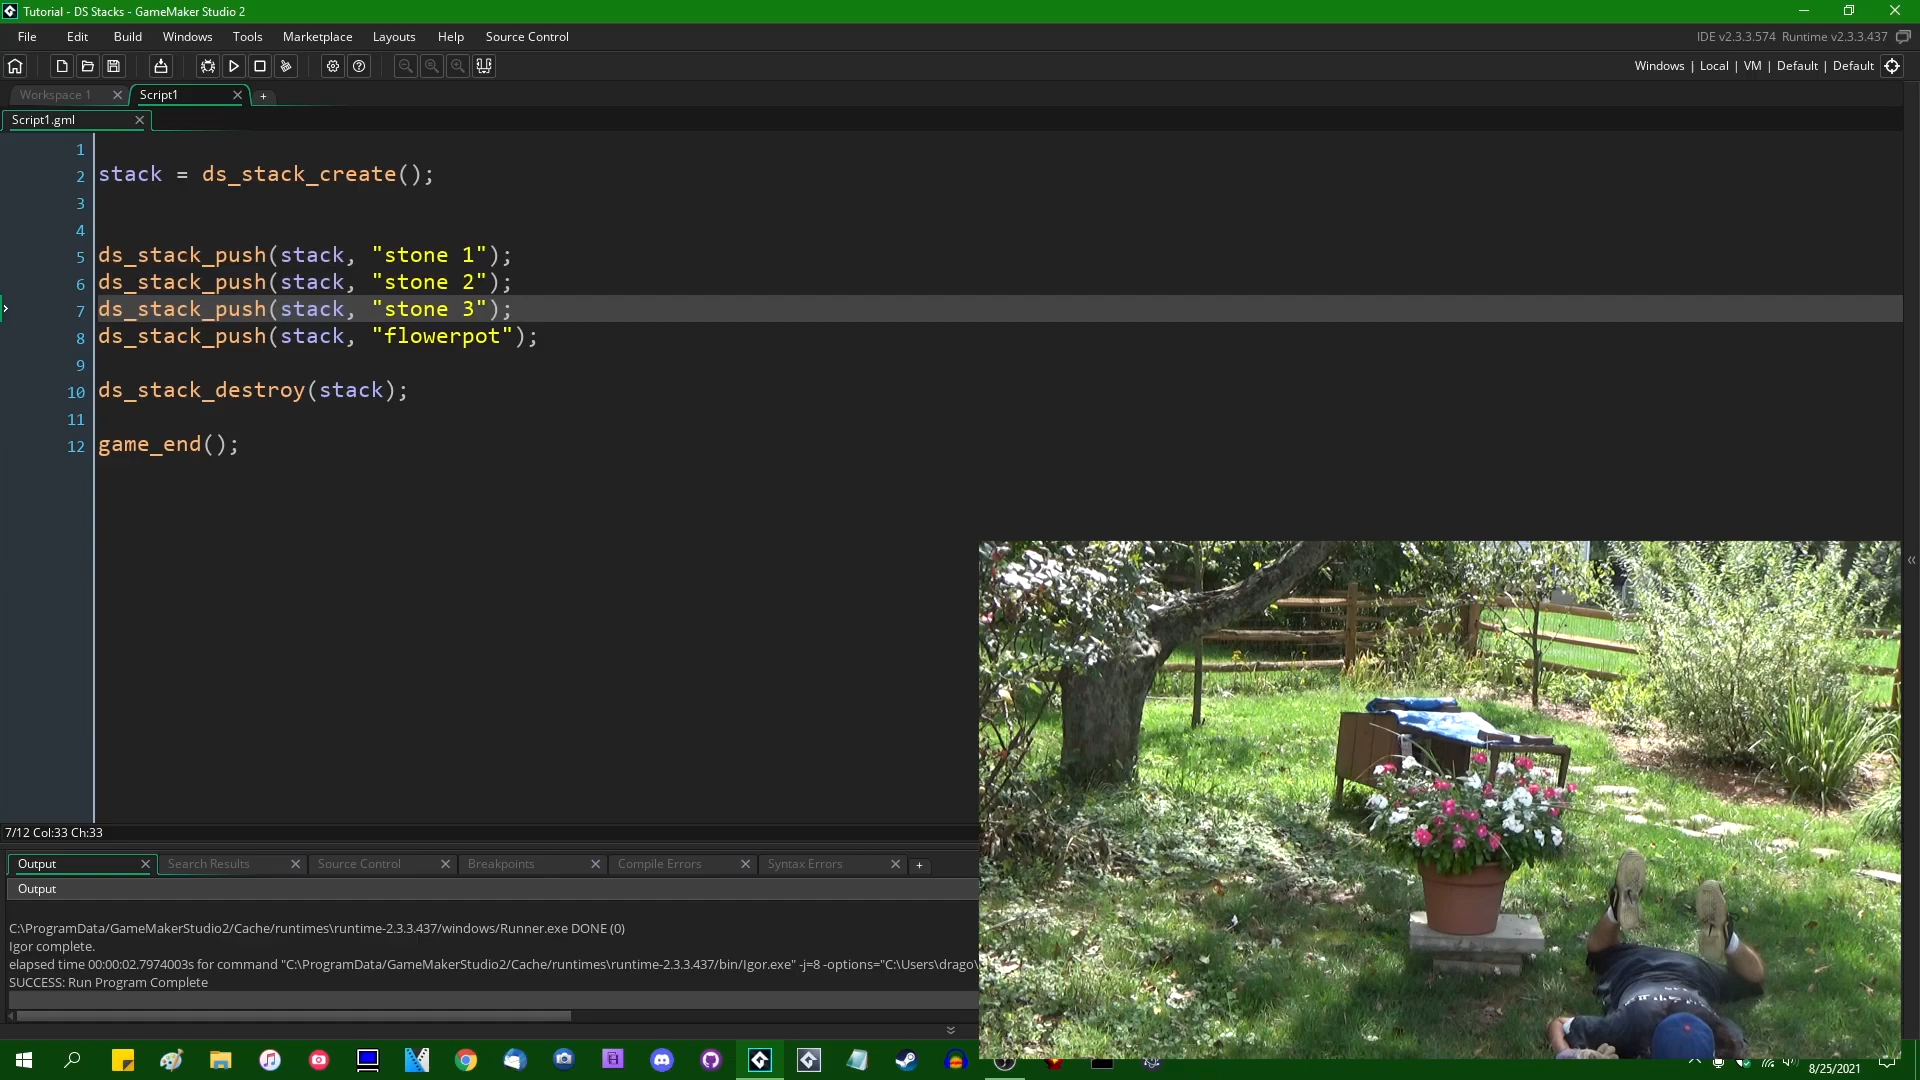 Tutorial - DS Stacks - GameMaker Studio 2
File Edit Build Windows Tools Marketplace Layouts Help Source Control
IDE v2.3.3.574 Runtime v2.3.3.437
Windows | Local | VM | Default | Default
Workspace 1 Script1
Script1.gml
1
2 stack = ds_stack_create();
3
4
5 ds_stack_push(stack, "stone 1");
6 ds_stack_push(stack, "stone 2");
7 ds_stack_push(stack, "stone 3");
8 ds_stack_push(stack, "flowerpot");
9
10 ds_stack_destroy(stack);
11
12 game_end();
7/12 Col:33 Ch:33
Output Search Results Source Control Breakpoints Compile Errors Syntax Errors
Output
C:\ProgramData/GameMakerStudio2/Cache/runtimes\runtime-2.3.3.437/windows/Runner.exe DONE (0)
Igor complete.
elapsed time 00:00:02.7974003s for command "C:\ProgramData/GameMakerStudio2/Cache/runtimes\runtime-2.3.3.437/bin/Igor.exe" -j=8 -options="C:\Users\drago\
SUCCESS: Run Program Complete
8/25/2021